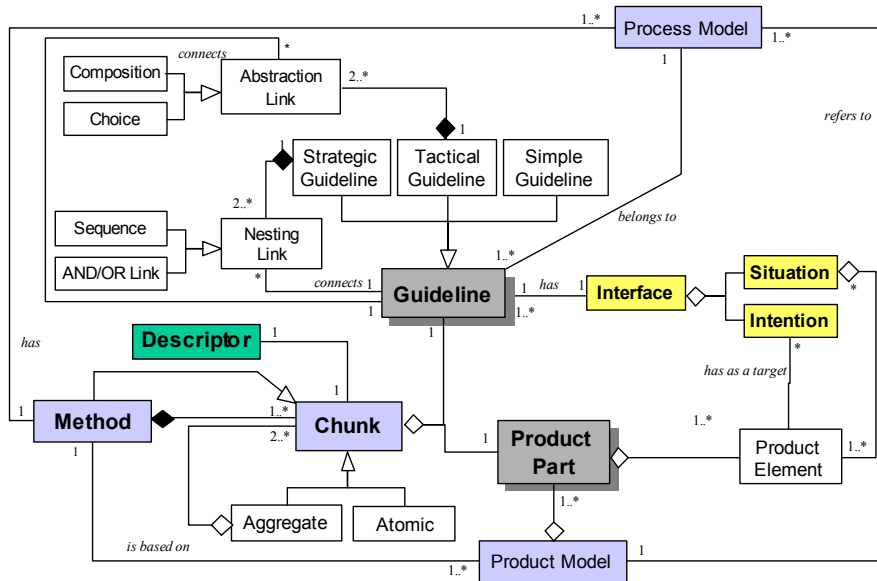 1..*
Process Model
1..*
*
connects
1
Composition
Abstraction
Link
2..*
Choice
refers to
1
1
Strategic
Guideline
Tactical
Guideline
Simple
Guideline
2..*
belongs to
Sequence
Nesting
Link
AND/OR Link
*
connects
1
1..*
Guideline
1
has
1
Interface
Situation
*
1
1..*
Intention
1
Descriptor
1
*
has
has as a target
1
1..*
1..*
Method
1
Chunk
2..*
1
1
Product
Part
Product
Element
1..*
1..*
Aggregate
Atomic
is based on
1..*
Product Model
1